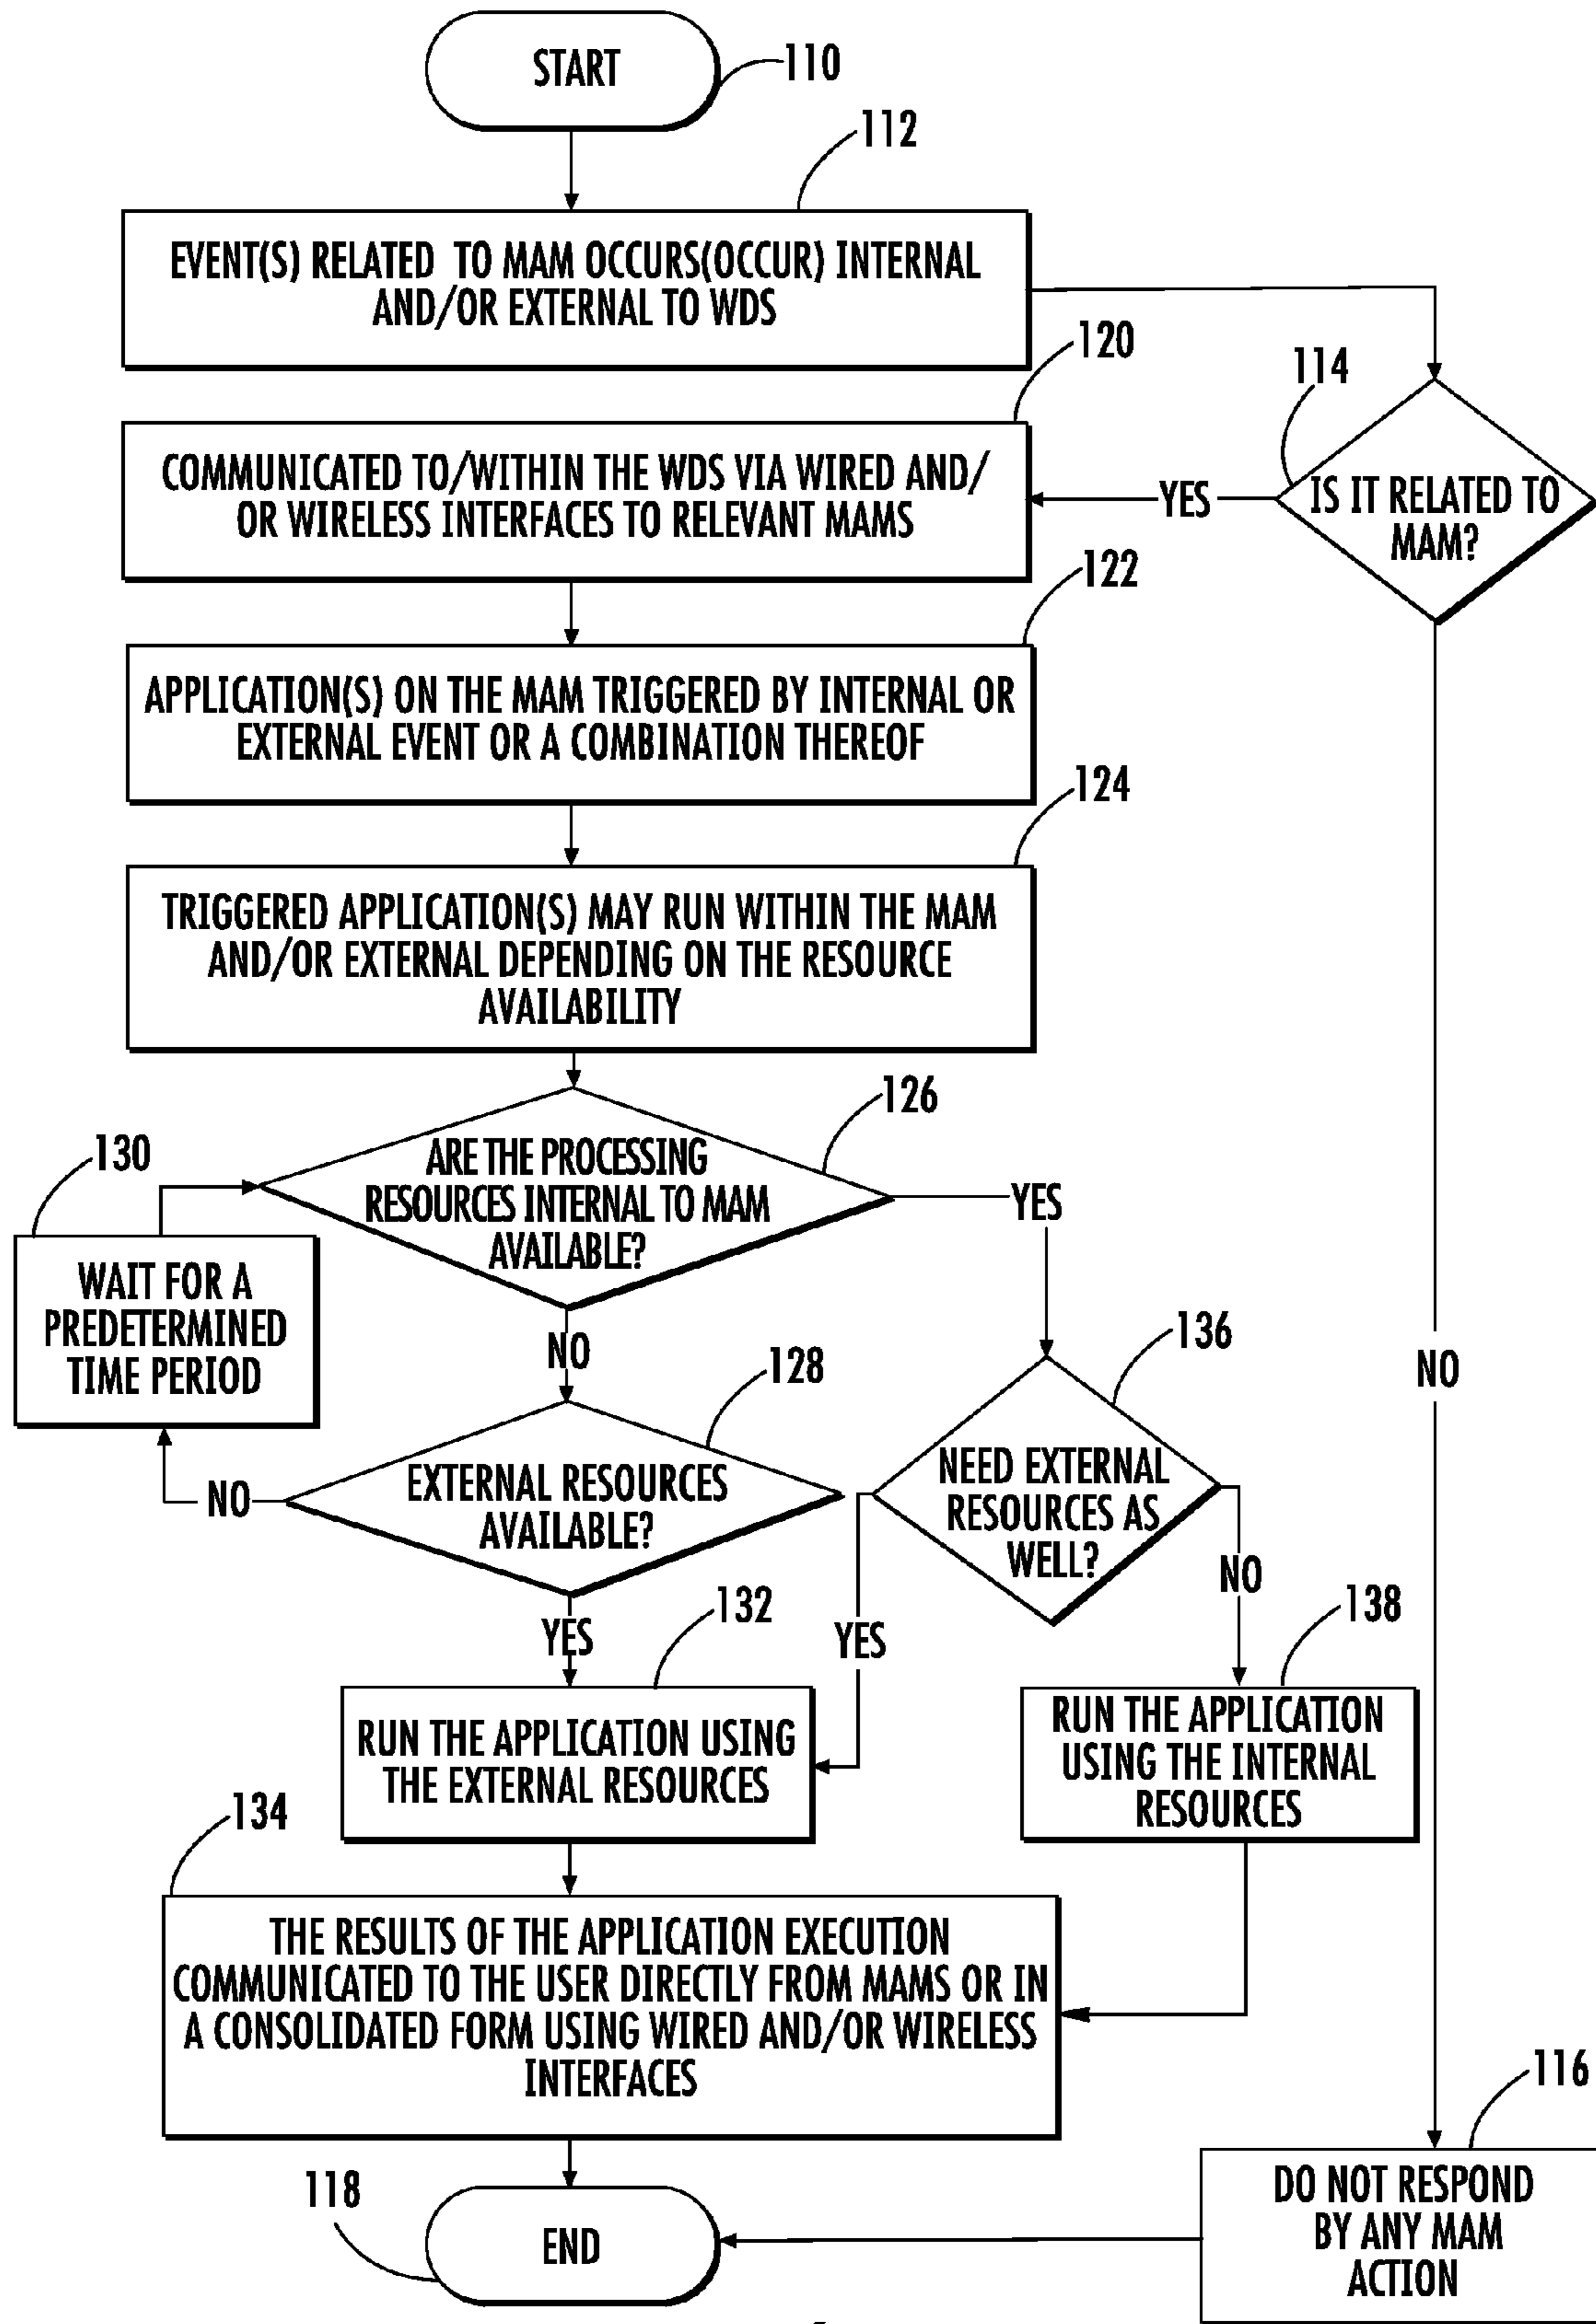 START
110
112
EVENT(S) RELATED TO MAM OCCURS(OCCUR) INTERNAL
AND/OR EXTERNAL TO WDS
120
114
COMMUNICATED TO/WITHIN THE WDS VIA WIRED AND/
OR WIRELESS INTERFACES TO RELEVANT MAMS
YES
IS IT RELATED TO
MAM?
122
APPLICATION(S) ON THE MAM TRIGGERED BY INTERNAL OR
EXTERNAL EVENT OR A COMBINATION THEREOF
124
TRIGGERED APPLICATION(S) MAY RUN WITHIN THE MAM
AND/OR EXTERNAL DEPENDING ON THE RESOURCE
AVAILABILITY
126
130
ARE THE PROCESSING
RESOURCES INTERNAL TO MAM
AVAILABLE?
YES
WAIT FOR A
PREDETERMINED
TIME PERIOD
NO
128
136
NO
EXTERNAL RESOURCES
AVAILABLE?
NO
NEED EXTERNAL
RESOURCES AS
WELL?
NO
132
138
YES
YES
RUN THE APPLICATION USING
THE EXTERNAL RESOURCES
RUN THE APPLICATION
USING THE INTERNAL
RESOURCES
134
THE RESULTS OF THE APPLICATION EXECUTION
COMMUNICATED TO THE USER DIRECTLY FROM MAMS OR IN
A CONSOLIDATED FORM USING WIRED AND/OR WIRELESS
INTERFACES
116
118
END
DO NOT RESPOND
BY ANY MAM
ACTION